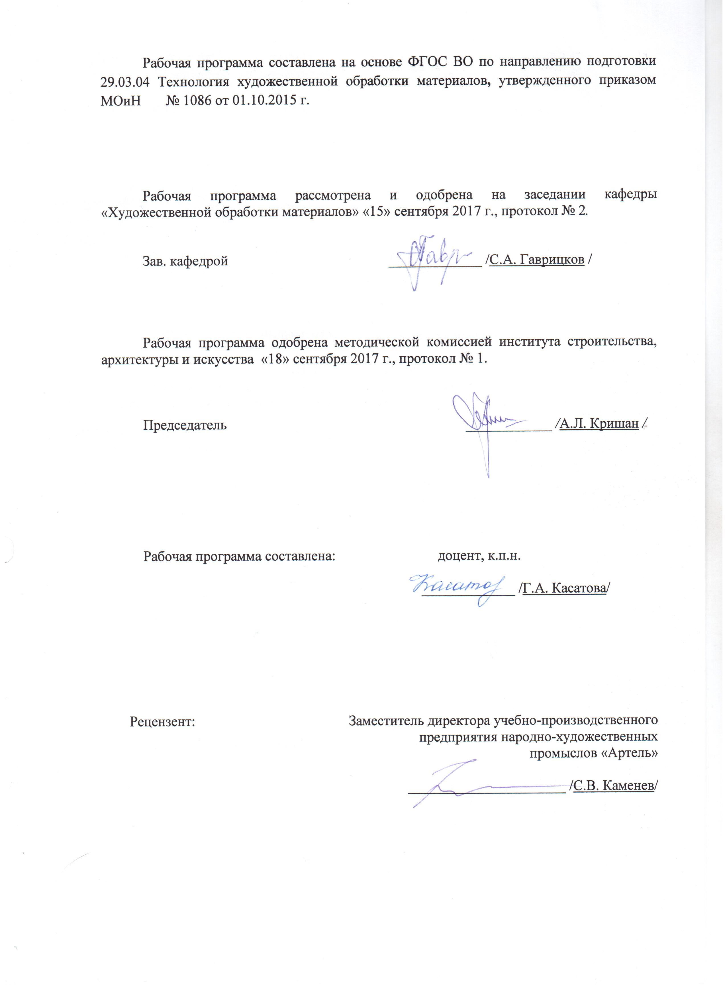 Рабочая программа составлена на основе ФГОС ВО по направлению подготовки
29.03.04 Технология художественной обработки материалов, утвержденного приказом
МОиН № 1086 от 01.10.2015 г.
Рабочая программа рассмотрена и одобрена на заседании кафедры
«Художественной обработки материалов» «15» сентября 2017 г., протокол № 2.
Зав. кафедрой /С.А. Гаврицков /
Рабочая программа одобрена методической комиссией института строительства,
архитектуры и искусства «18» сентября 2017 г., протокол № 1.
Председатель /А.Л. Кришан /
Рабочая программа составлена: доцент, к.п.н.
/Г.А. Касатова/
Рецензент: Заместитель директора учебно-производственного
предприятия народно-художественных
промыслов «Артель»
/С.В. Каменев/